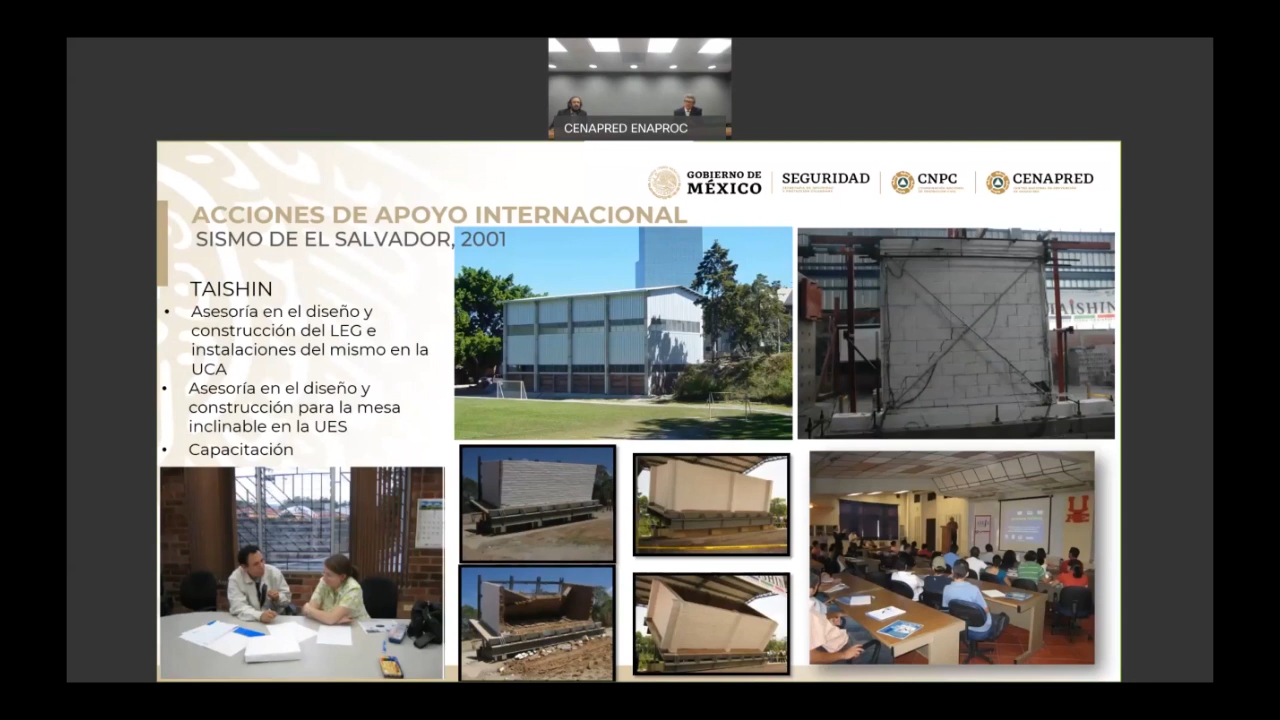 CENAPRED ENAPROC
GOBIERNO DE
MÉXICO
SEGURIDAD
CNPC
CENAPRED
ACCIONES DE APOYO INTERNACIONAL
SISMO DE EL SALVADOR, 2001
TAISHIN
• Asesoría en el diseño y
construcción del LEG e
instalaciones del mismo en la
UCA
• Asesoría en el diseño y
construcción para la mesa
inclinable en la UES
• Capacitación
TAISHIN